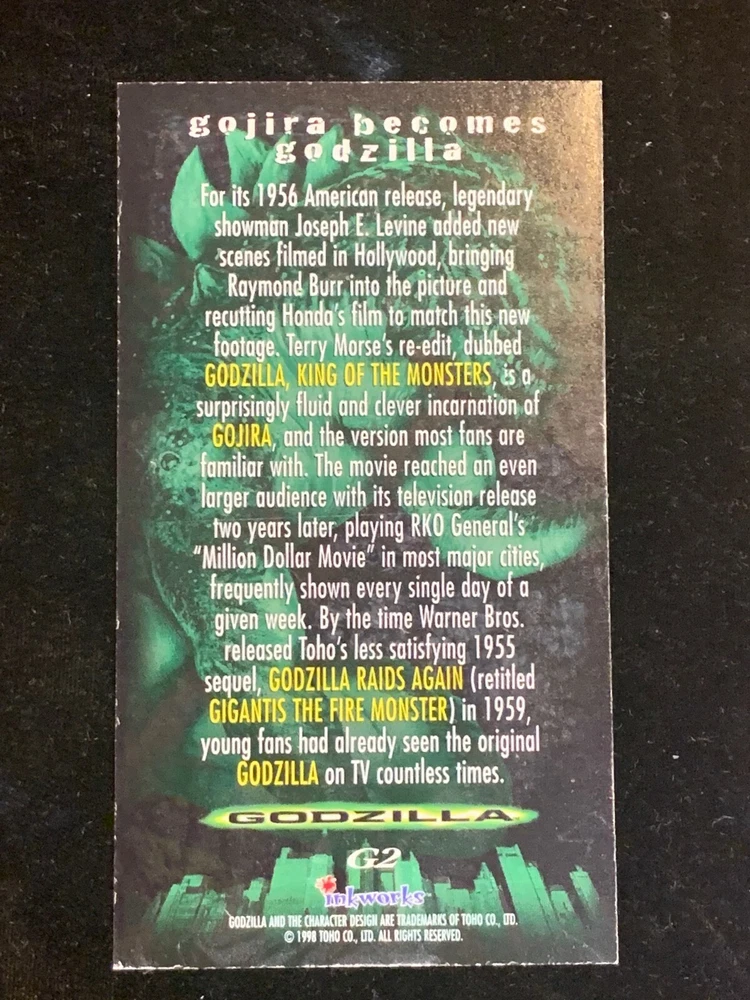 gojira becomes
godzilla
For its 1956 American release, legendary
showman Joseph E. Levine added new
scenes filmed in Hollywood, bringing
Raymond Burr into the picture and
recutting Honda's film to match this new
footage. Terry Morse's re-edit, dubbed
GODZILLA, KING OF THE MONSTERS, is a
surprisingly fluid and clever incarnation of
GOJIRA, and the version most fans are
familiar with. The movie reached an even
larger audience with its television release
two years later, playing RKO General's
"Million Dollar Movie" in most major cities,
frequently shown every single day of a
given week. By the time Warner Bros.
released Toho's less satisfying 1955
sequel, GODZILLA RAIDS AGAIN (retitled
GIGANTIS THE FIRE MONSTER) in 1959,
young fans had already seen the original
GODZILLA on TV countless times.
GODZILLA
G2
inkworks™
GODZILLA AND THE CHARACTER DESIGN ARE TRADEMARKS OF TOHO CO., LTD.
© 1998 TOHO CO., LTD. ALL RIGHTS RESERVED.